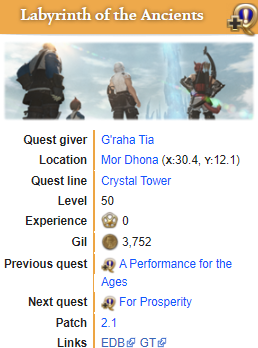 Labyrinth of the Ancients
Quest giver G'raha Tia
Location Mor Dhona (X:30.4, Y:12.1)
Quest line Crystal Tower
Level 50
Experience 0
Gil 3,752
Previous quest A Performance for the
Ages
Next quest For Prosperity
Patch 2.1
Links EDB GT